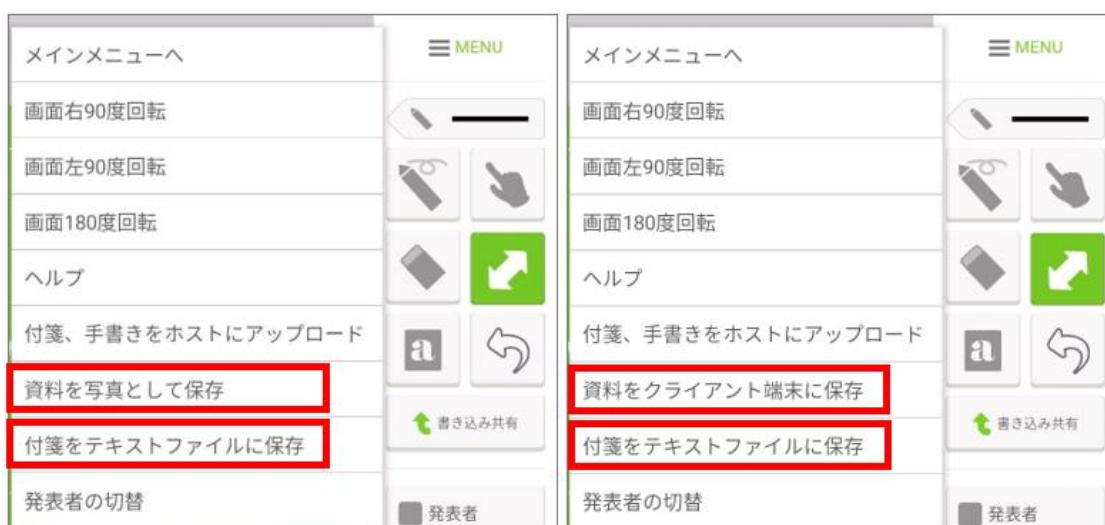 メインメニューへ
画面右90度回転
画面左90度回転
画面180度回転
ヘルプ
付箋、手書きをホストにアップロード
資料を写真として保存
付箋をテキストファイルに保存
発表者の切替
MENU
a
書き込み共有
発表者
メインメニューへ
画面右90度回転
画面左90度回転
画面180度回転
ヘルプ
付箋、手書きをホストにアップロード
資料をクライアント端末に保存
付箋をテキストファイルに保存
発表者の切替
MENU
a
書き込み共有
発表者